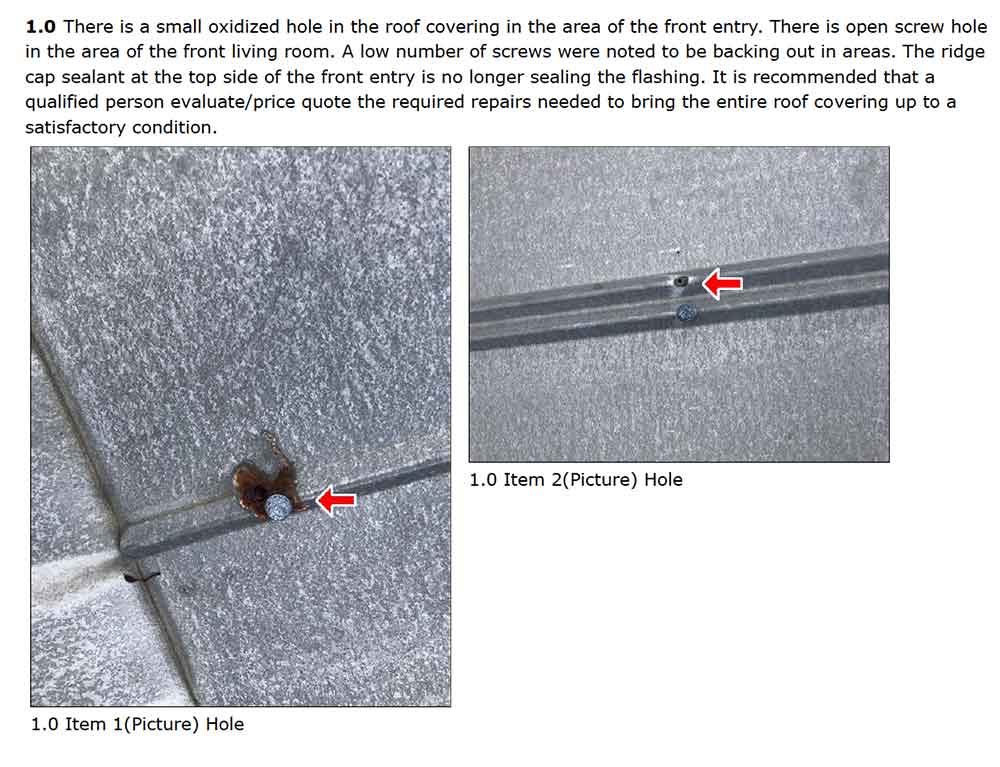 1.0 There is a small oxidized hole in the roof covering in the area of the front entry. There is open screw hole
in the area of the front living room. A low number of screws were noted to be backing out in areas. The ridge
cap sealant at the top side of the front entry is no longer sealing the flashing. It is recommended that a
qualified person evaluate/price quote the required repairs needed to bring the entire roof covering up to a
satisfactory condition.
1.0 Item 2(Picture) Hole
1.0 Item 1(Picture) Hole